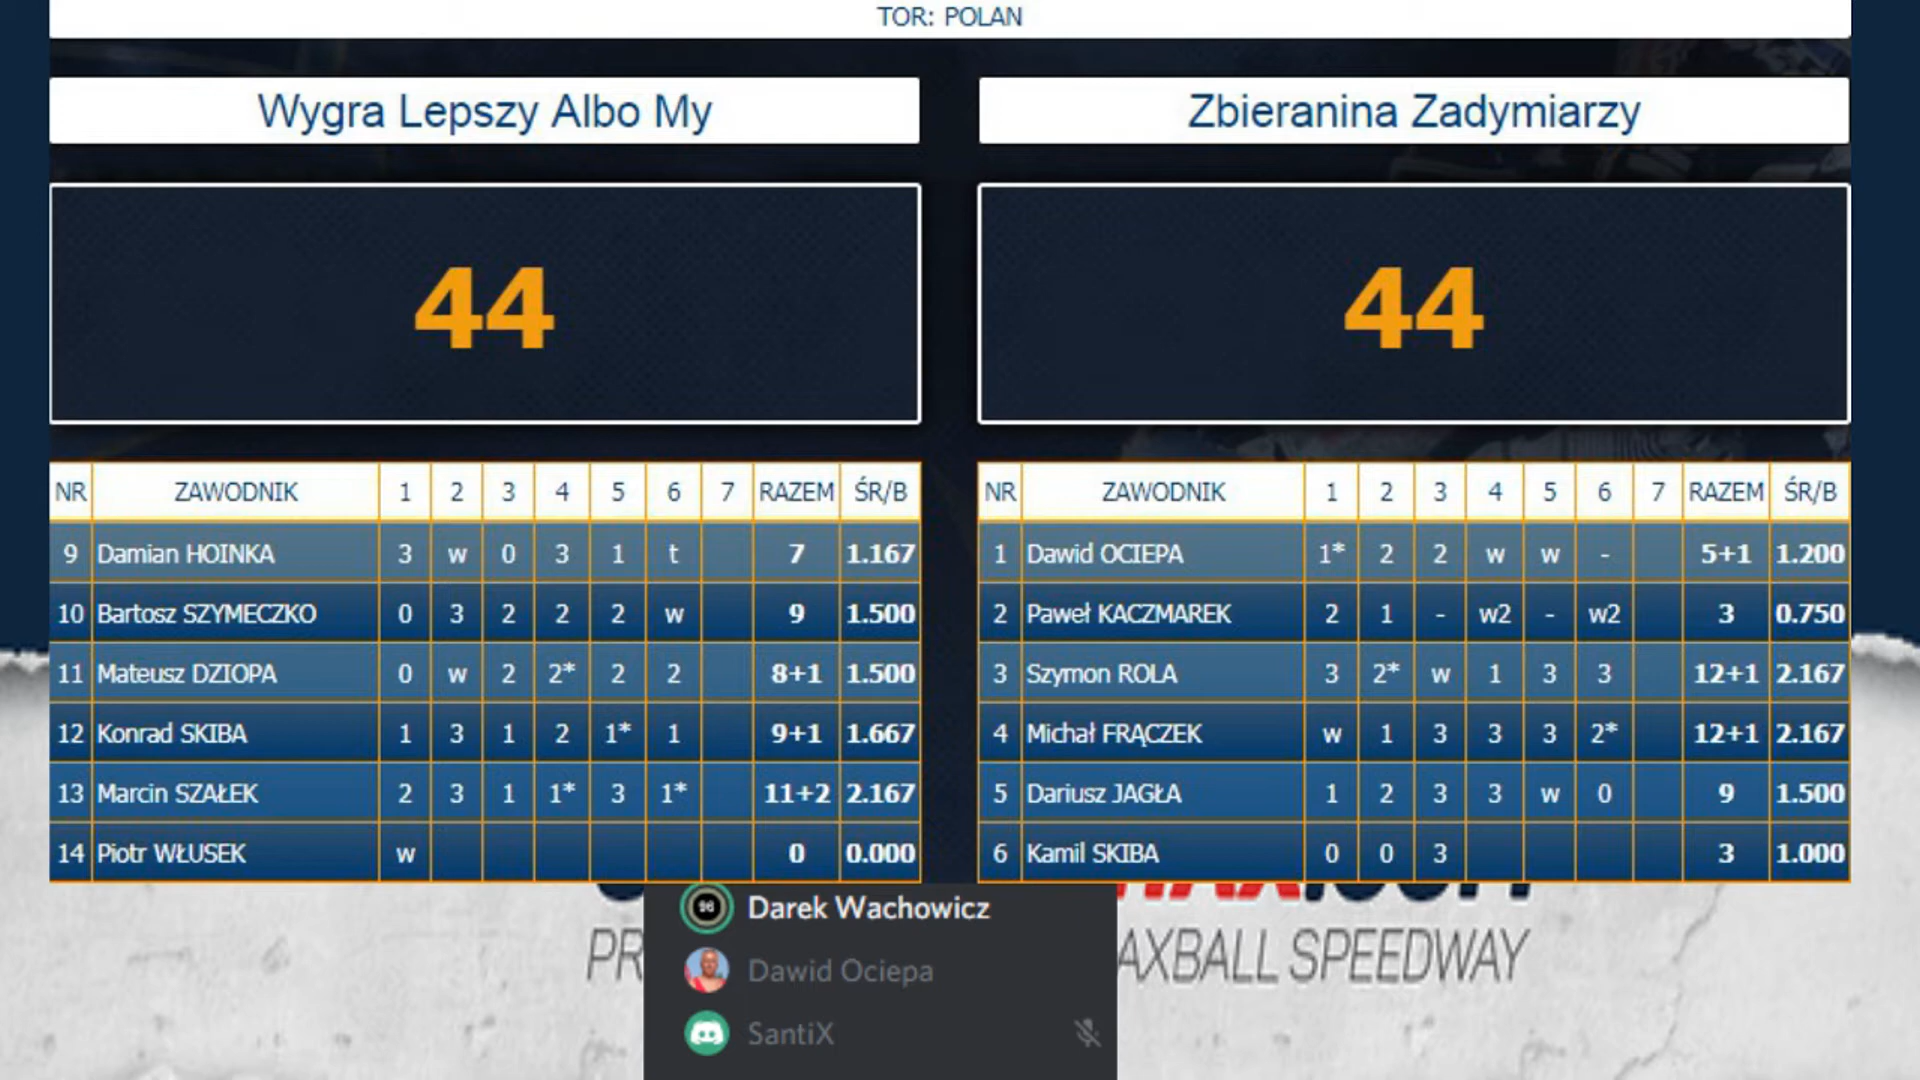 TOR: POLAN
Wygra Lepszy Albo My
Zbieranina Zadymiarzy
44
44
NR ZAWODNIK 1 2 3 4 5 6 7 RAZEM ŚR/B
9 Damian HOINKA 3 w 0 3 1 t 7 1.167
10 Bartosz SZYMECZKO 0 3 2 2 2 w 9 1.500
11 Mateusz DZIOPA 0 w 2 2* 2 2 8+1 1.500
12 Konrad SKIBA 1 3 1 2 1* 1 9+1 1.667
13 Marcin SZAŁEK 2 3 1 1* 3 1* 11+2 2.167
14 Piotr WŁUSEK w 0 0.000
NR ZAWODNIK 1 2 3 4 5 6 7 RAZEM ŚR/B
1 Dawid OCIEPA 1* 2 2 w w - 5+1 1.200
2 Paweł KACZMAREK 2 1 - w2 - w2 3 0.750
3 Szymon ROLA 3 2* w 1 3 3 12+1 2.167
4 Michał FRĄCZEK w 1 3 3 3 2* 12+1 2.167
5 Dariusz JAGŁA 1 2 3 3 w 0 9 1.500
6 Kamil SKIBA 0 0 3 3 1.000
Darek Wachowicz
Dawid Ociepa
SantiX
PR
AXBALL SPEEDWAY